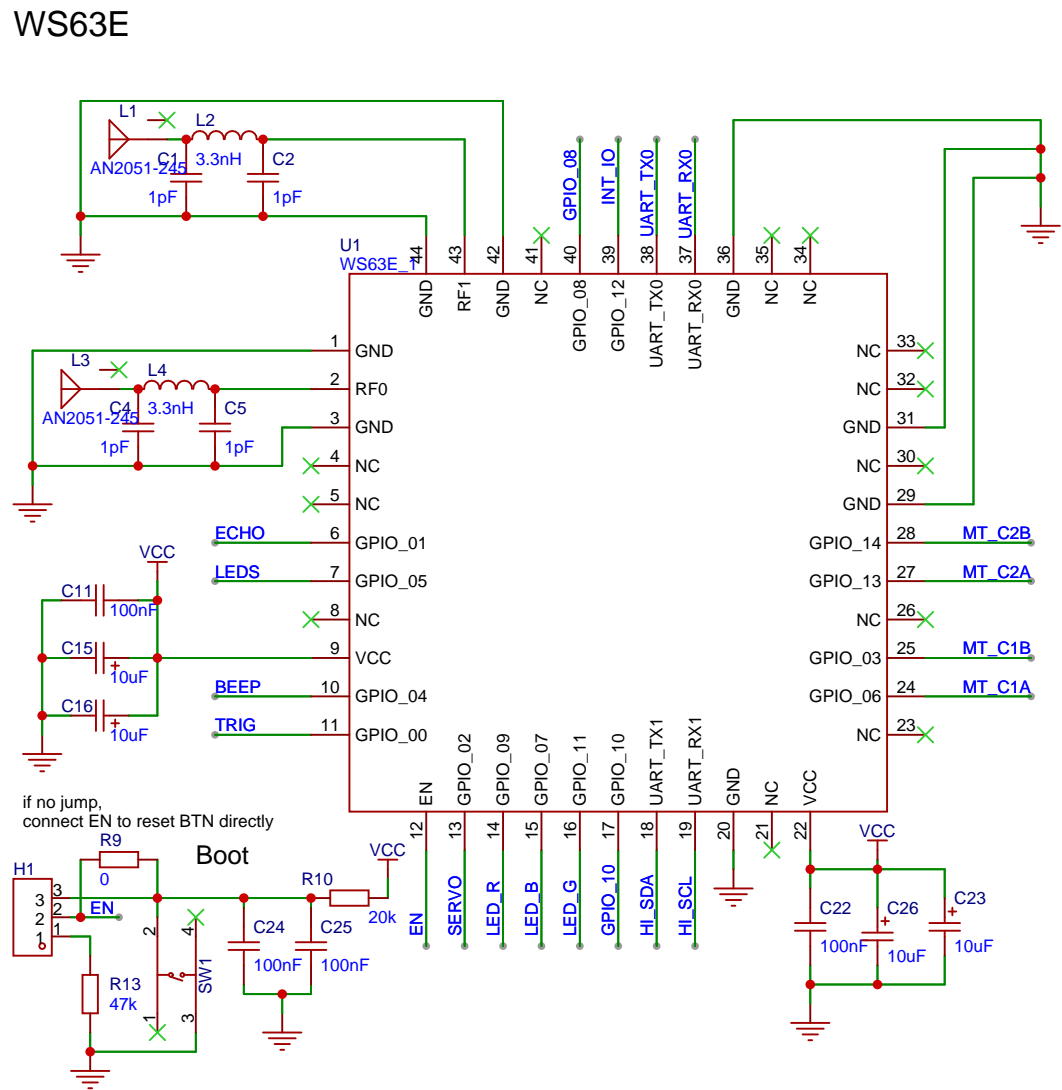 WS63E
L1
L2
AN2051-245
C1
3.3nH
C2
1pF
1pF
GPIO_08
INT_IO
UART_TX0
UART_RX0
U1
WS63E_1
44
43
42
41
40
39
38
37
36
35
34
GND
RF1
GND
NC
GPIO_08
GPIO_12
UART_TX0
UART_RX0
GND
NC
NC
1 GND
L3
L4
2 RF0
AN2051-245
C4
3.3nH
C5
1pF
1pF
3 GND
4 NC
5 NC
ECHO 6 GPIO_01
LEDS 7 GPIO_05
8 NC
VCC
9 VCC
C11
100nF
C15
+
10uF
C16
+
10uF
BEEP 10 GPIO_04
TRIG 11 GPIO_00
NC 33
NC 32
GND 31
NC 30
GND 29
GPIO_14 28 MT_C2B
GPIO_13 27 MT_C2A
NC 26
GPIO_03 25 MT_C1B
GPIO_06 24 MT_C1A
NC 23
EN
GPIO_02
GPIO_09
GPIO_07
GPIO_11
GPIO_10
UART_TX1
UART_RX1
GND
NC
VCC
12
13
14
15
16
17
18
19
20
21
22
EN
SERVO
LED_R
LED_B
LED_G
GPIO_10
HI_SDA
HI_SCL
if no jump,
connect EN to reset BTN directly
R9
0
Boot
H1
3 3
2 2
1 1
EN
R13
47k
2
4
1
3
SW1
C24
100nF
C25
100nF
R10
20k
VCC
VCC
C22
100nF
C26
+
10uF
C23
+
10uF